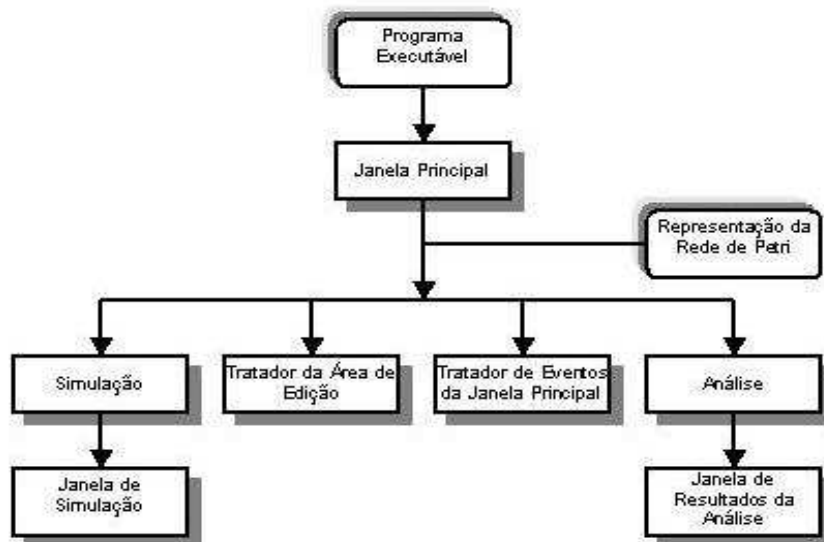 Programa
Executável
Janela Principal
Representação da
Rede de Petri
Simulação
Tratador da Área de
Edição
Tratador de Eventos
da Janela Principal
Análise
Janela de
Simulação
Janela de
Resultados da
Análise